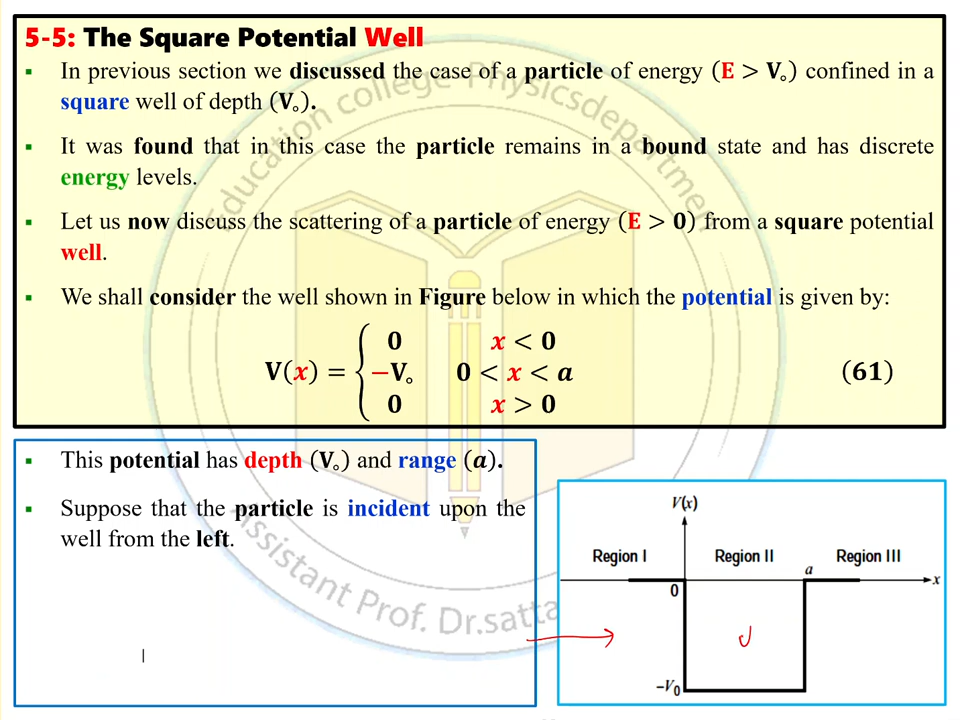 5-5: The Square Potential Well
▪ In previous section we discussed the case of a particle of energy (E > V∘) confined in a
square well of depth (V∘).
▪ It was found that in this case the particle remains in a bound state and has discrete
energy levels.
▪ Let us now discuss the scattering of a particle of energy (E > 0) from a square potential
well.
▪ We shall consider the well shown in Figure below in which the potential is given by:
0 x < 0
V(x) = { −V∘ 0 < x < a (61)
0 x > 0
▪ This potential has depth (V∘) and range (a).
▪ Suppose that the particle is incident upon the
well from the left.
V(x)
Region I Region II Region III
a
x
0
−V0
Education college-Physicsdepartment
Assistant Prof. Dr.satta